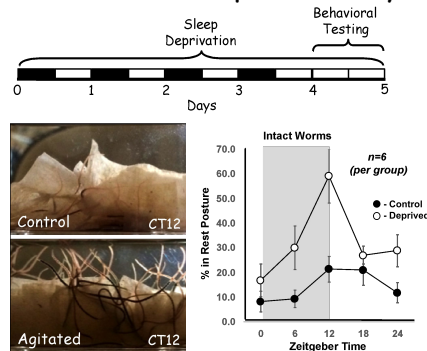 Behavioral
Testing
Sleep
Deprivation
0 1 2 3 4 5
Days
Control CT12
Agitated CT12
Intact Worms
n=6
(per group)
- Control
- Deprived
% in Rest Posture
70.0
60.0
50.0
40.0
30.0
20.0
10.0
0.0
0 6 12 18 24
Zeitgeber Time